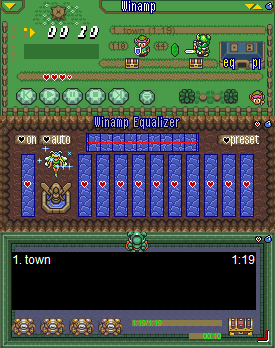 Winamp
00 20
1. town (1:19)
eq pl
Winamp Equalizer
on auto preset
1. town 1:19